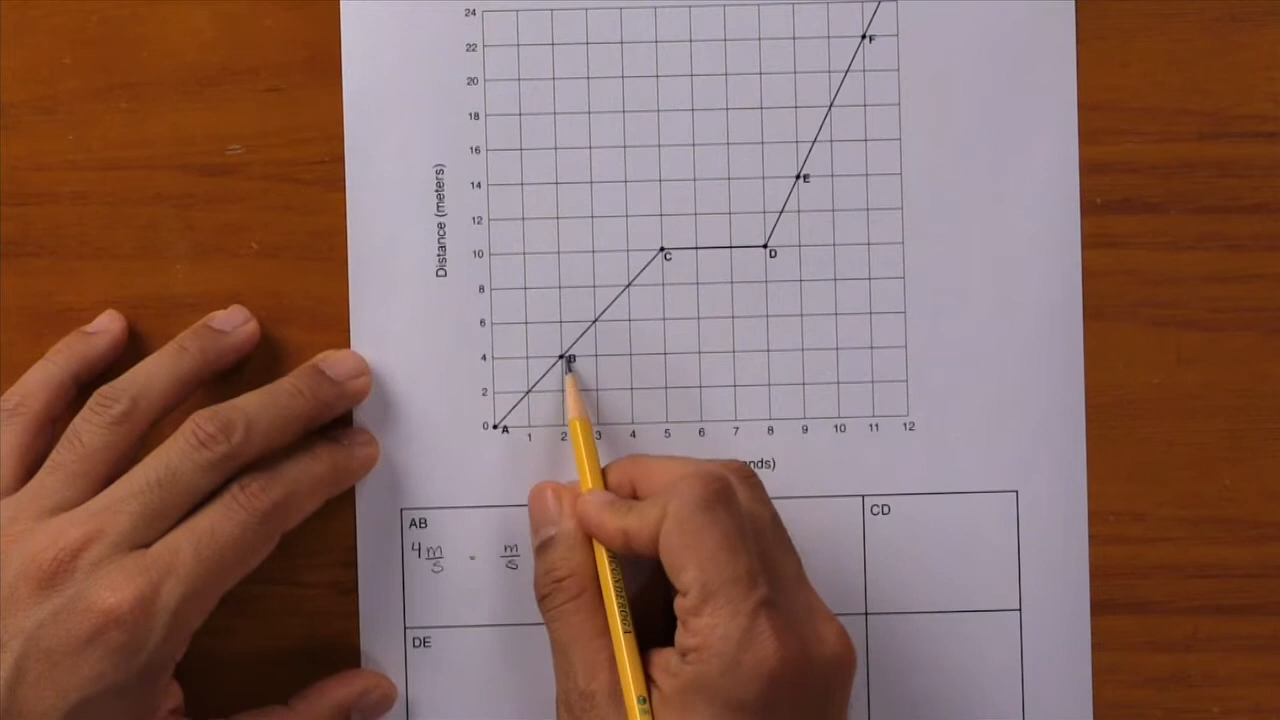 24
22
20
18
16
14
12
10
8
6
4
2
0
Distance (meters)
A
B
C
D
E
F
1 2 3 4 5 6 7 8 9 10 11 12
AB
4 m/s = m/s
CD
DE